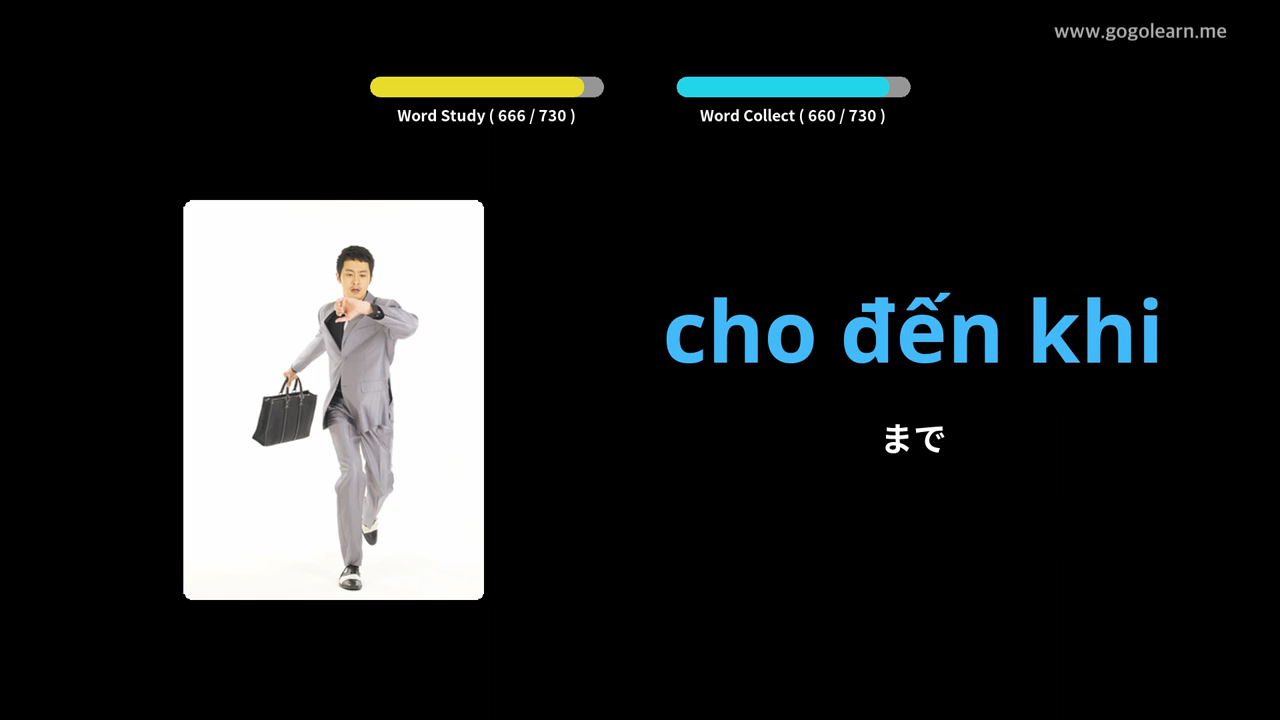 www.gogolearn.me
Word Study ( 666 / 730 )
Word Collect ( 660 / 730 )
cho đến khi
まで